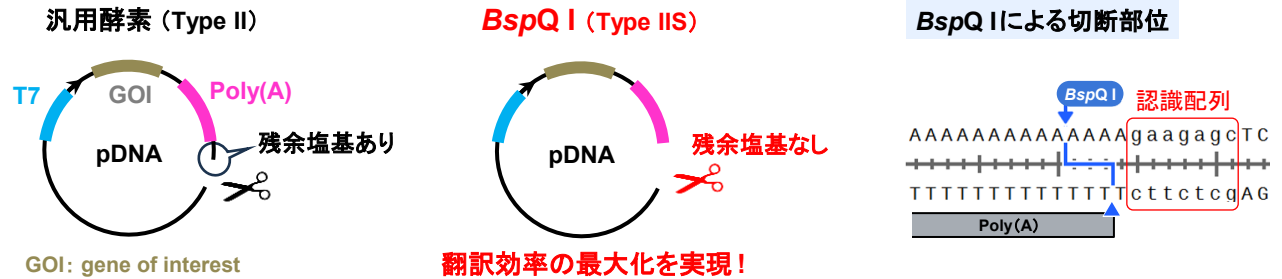 汎用酵素（Type II）
BspQ I（Type IIS）
BspQ Iによる切断部位
T7
GOI
Poly(A)
pDNA
残余塩基あり
GOI: gene of interest
pDNA
残余塩基なし
翻訳効率の最大化を実現！
BspQ I
認識配列
AAAAAAAAAAAAAAgaagagcTC
TTTTTTTTTTTTTTcttctcgAG
Poly(A)